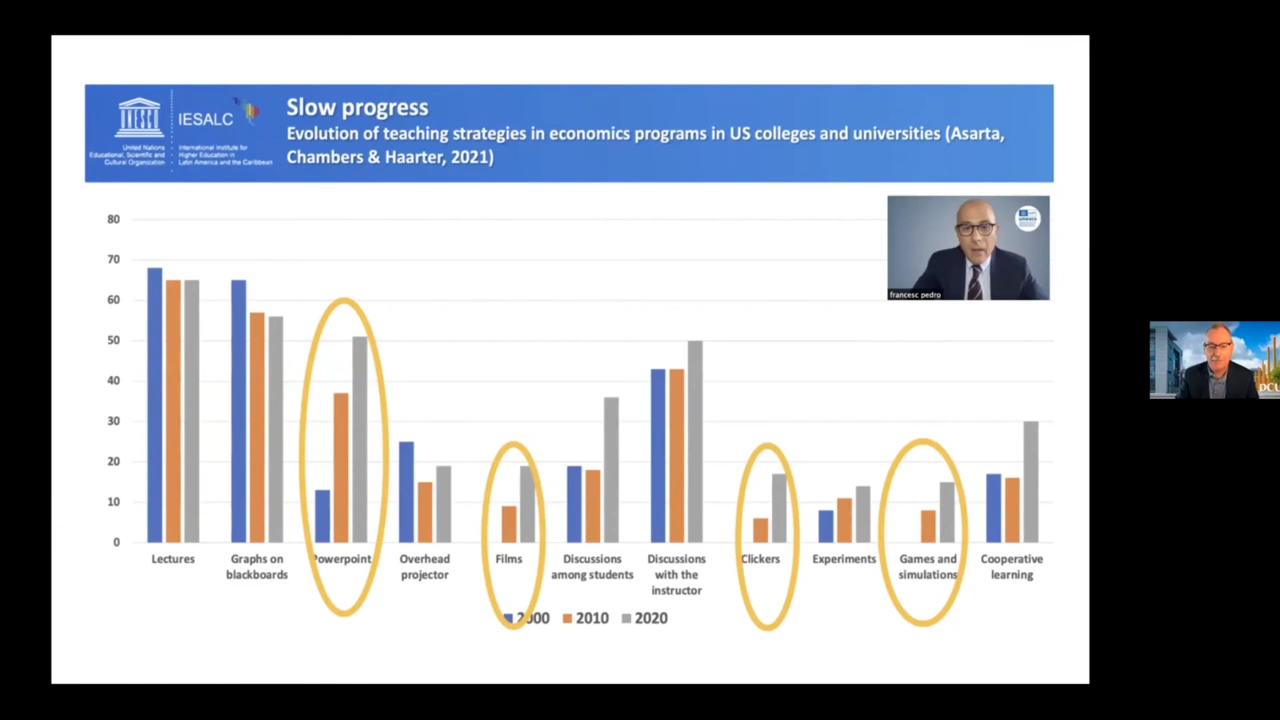 Slow progress
Evolution of teaching strategies in economics programs in US colleges and universities (Asarta,
Chambers & Haarter, 2021)
UNESCO
IESALC
United Nations
Educational, Scientific and
Cultural Organization
International Institute for
Higher Education in
Latin America and the Caribbean
francesc pedro
unesco
DCU
80
70
60
50
40
30
20
10
0
Lectures
Graphs on
blackboards
Powerpoint
Overhead
projector
Films
Discussions
among students
Discussions
with the
instructor
Clickers
Experiments
Games and
simulations
Cooperative
learning
2000
2010
2020